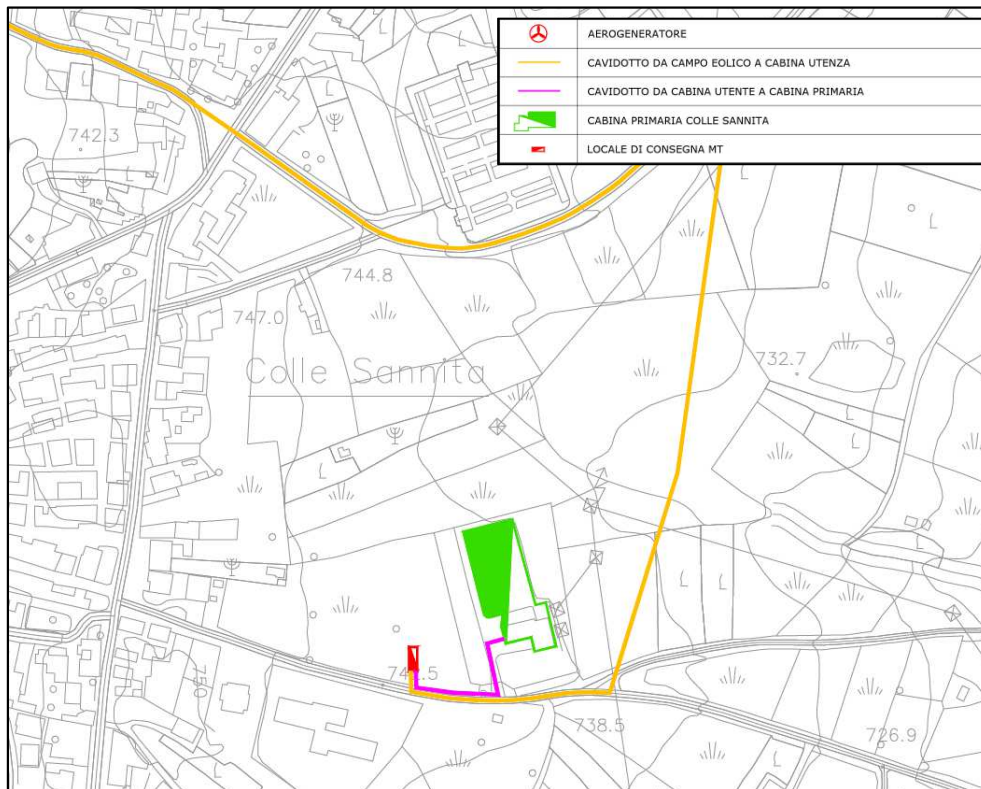 AEROGENERATORE
CAVIDOTTO DA CAMPO EOLICO A CABINA UTENZA
CAVIDOTTO DA CABINA UTENTE A CABINA PRIMARIA
CABINA PRIMARIA COLLE SANNITA
LOCALE DI CONSEGNA MT
742.3
744.8
747.0
Colle Sannita
732.7
738.5
726.9